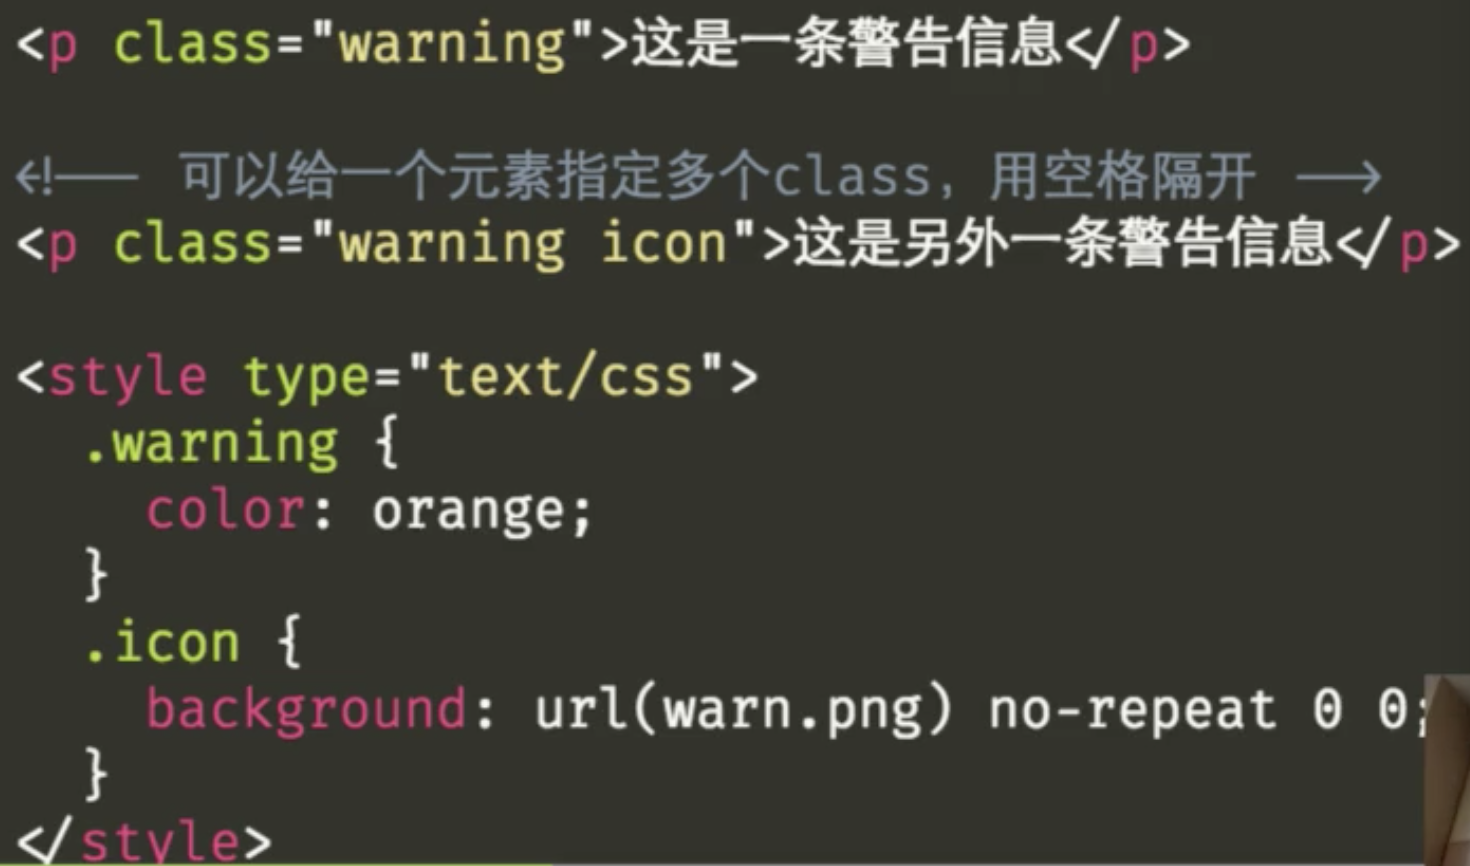 <p class="warning">这是一条警告信息</p>
<!-- 可以给一个元素指定多个class, 用空格隔开 -->
<p class="warning icon">这是另外一条警告信息</p>
<style type="text/css">
.warning {
color: orange;
}
.icon {
background: url(warn.png) no-repeat 0 0;
}
</style>